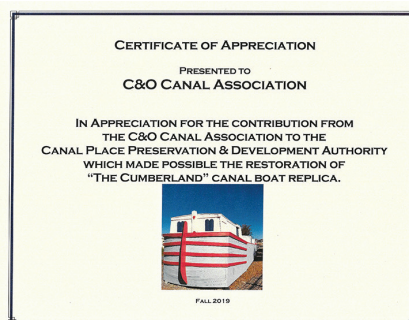 CERTIFICATE OF APPRECIATION
PRESENTED TO
C&O CANAL ASSOCIATION
IN APPRECIATION FOR THE CONTRIBUTION FROM
THE C&O CANAL ASSOCIATION TO THE
CANAL PLACE PRESERVATION & DEVELOPMENT AUTHORITY
WHICH MADE POSSIBLE THE RESTORATION OF
“THE CUMBERLAND” CANAL BOAT REPLICA.
FALL 2019